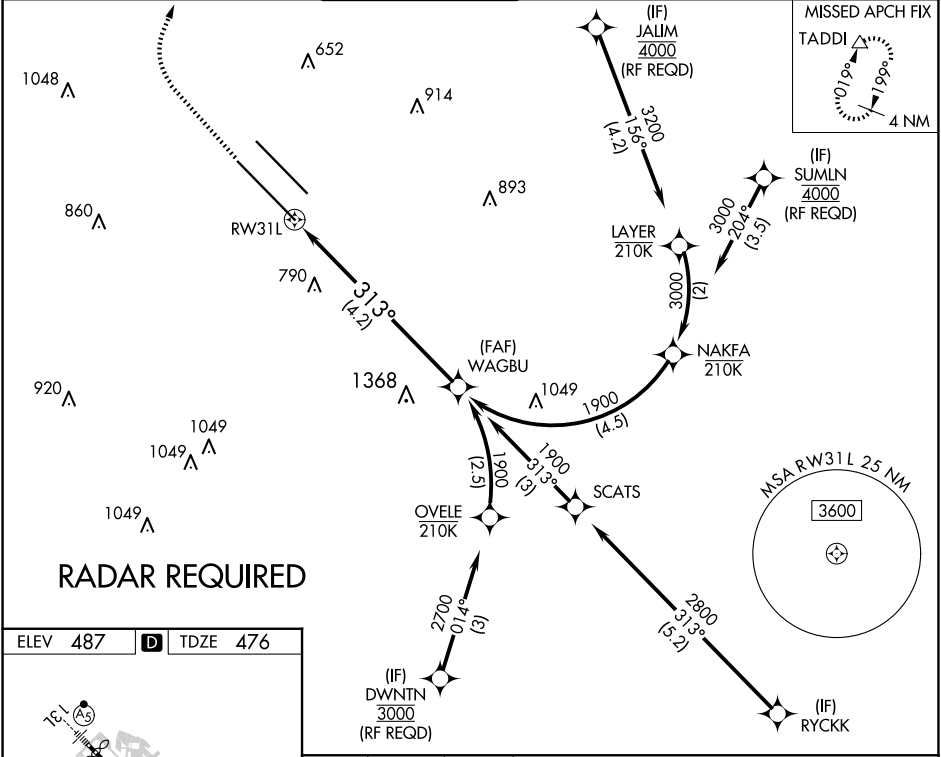 (IF)
JALIM
4000
(RF REQD)
MISSED APCH FIX
TADDI
019°
199°
4 NM
652
1048
914
3200
156°
(4.2)
(IF)
SUMLN
4000
(RF REQD)
893
3000
204°
(3.5)
860
RW31L
LAYER
210K
790
3000
(2)
313°
(4.2)
(FAF)
WAGBU
NAKFA
210K
1368
1049
920
1900
(4.5)
1049
1049
1900
(2.5)
1900
313°
(3)
SCATS
MSA RW31L 25 NM
3600
OVELE
210K
1049
RADAR REQUIRED
2700
014°
(3)
2800
313°
(5.2)
ELEV 487 D TDZE 476
(IF)
DWNTN
3000
(RF REQD)
(IF)
RYCKK
13L
A5